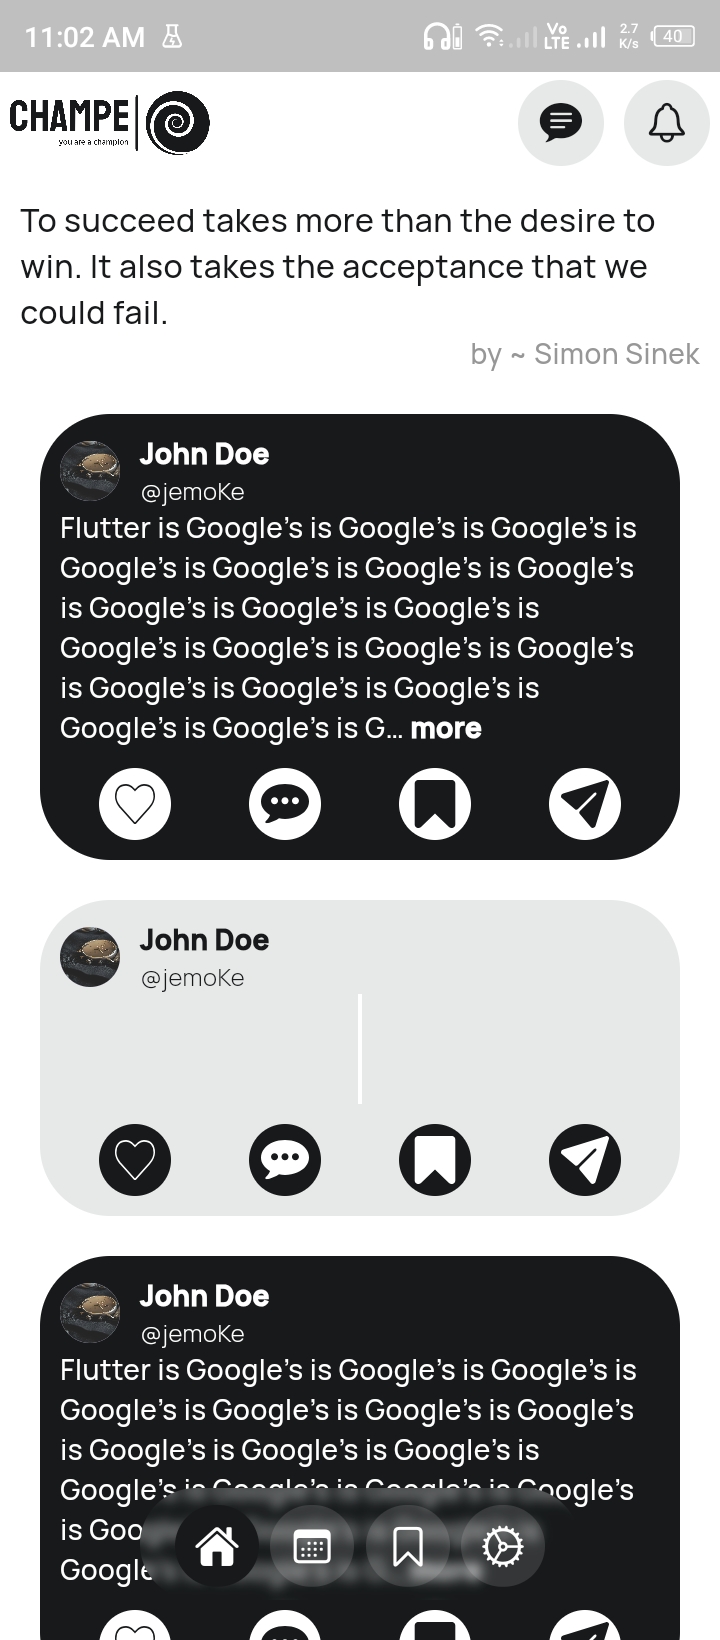 11:02 AM
Vo LTE
2.7 K/s
40
CHAMPE
you are a champion
To succeed takes more than the desire to
win. It also takes the acceptance that we
could fail.
by ~ Simon Sinek
John Doe
@jemoKe
Flutter is Google's is Google's is Google's is
Google's is Google's is Google's is Google's
is Google's is Google's is Google's is
Google's is Google's is Google's is Google's
is Google's is Google's is Google's is
Google's is Google's is G... more
John Doe
@jemoKe
John Doe
@jemoKe
Flutter is Google's is Google's is Google's is
Google's is Google's is Google's is Google's
is Google's is Google's is Google's is
Google's is Google's is Google's is Google's
is Goo
Google